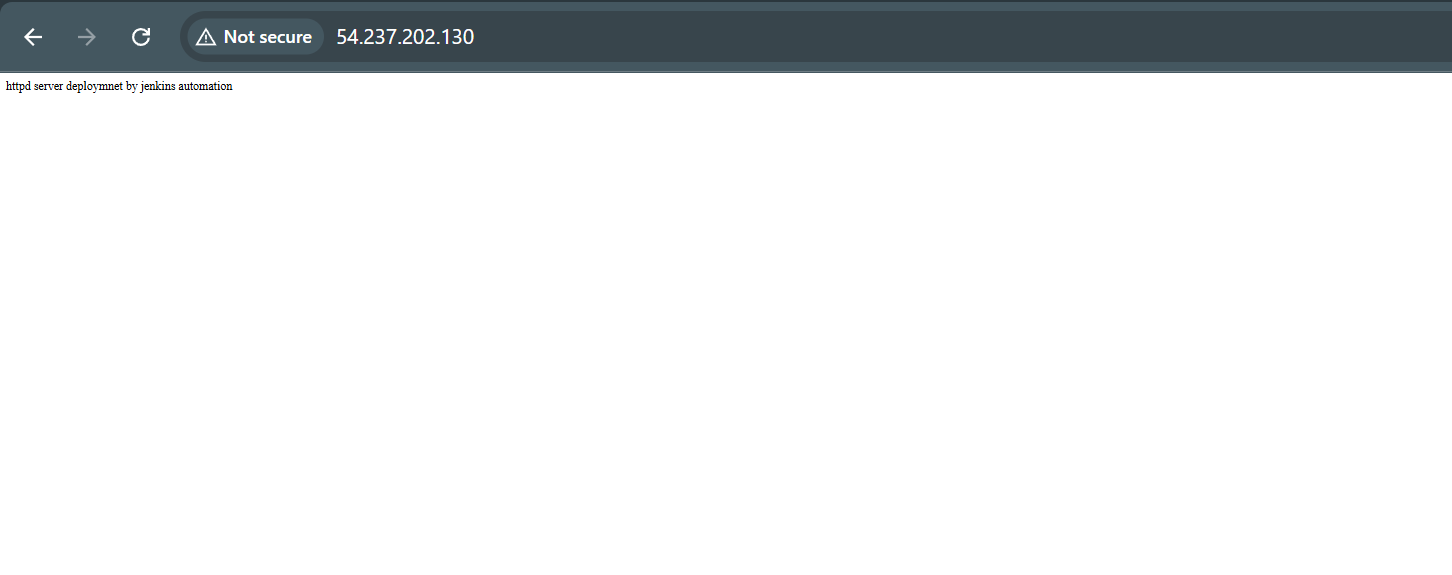 Not secure 54.237.202.130
httpd server deploymnet by jenkins automation